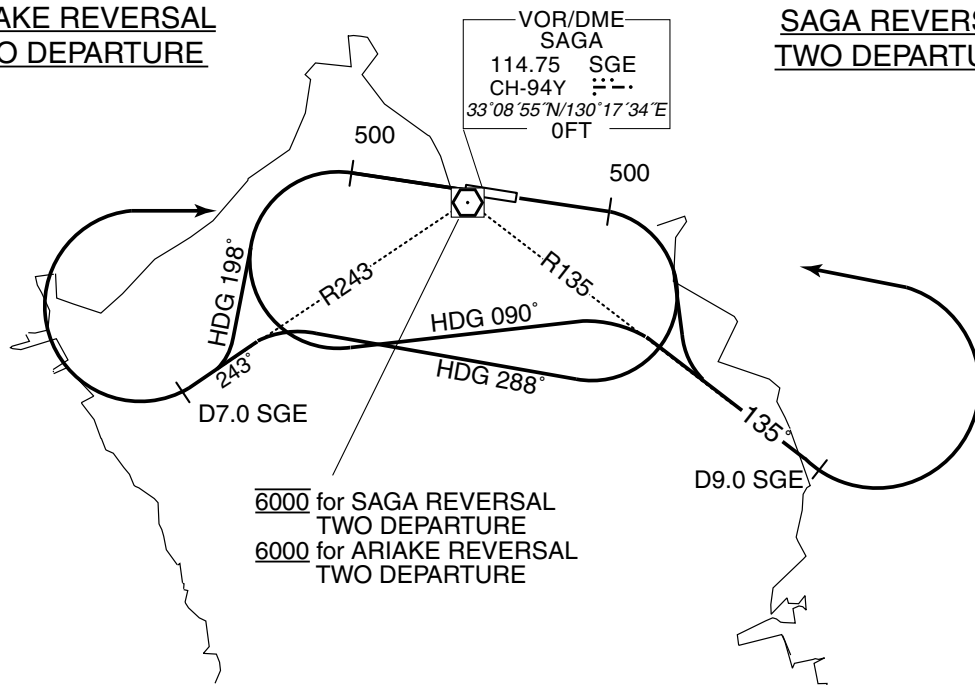 AKE REVERSAL
O DEPARTURE
VOR/DME
SAGA
114.75 SGE
CH-94Y
33°08′55″N/130°17′34″E
0FT
SAGA REVERS
TWO DEPARTU
500
500
HDG 198°
R243
R135
HDG 090°
HDG 288°
243°
D7.0 SGE
135°
D9.0 SGE
6000 for SAGA REVERSAL
TWO DEPARTURE
6000 for ARIAKE REVERSAL
TWO DEPARTURE